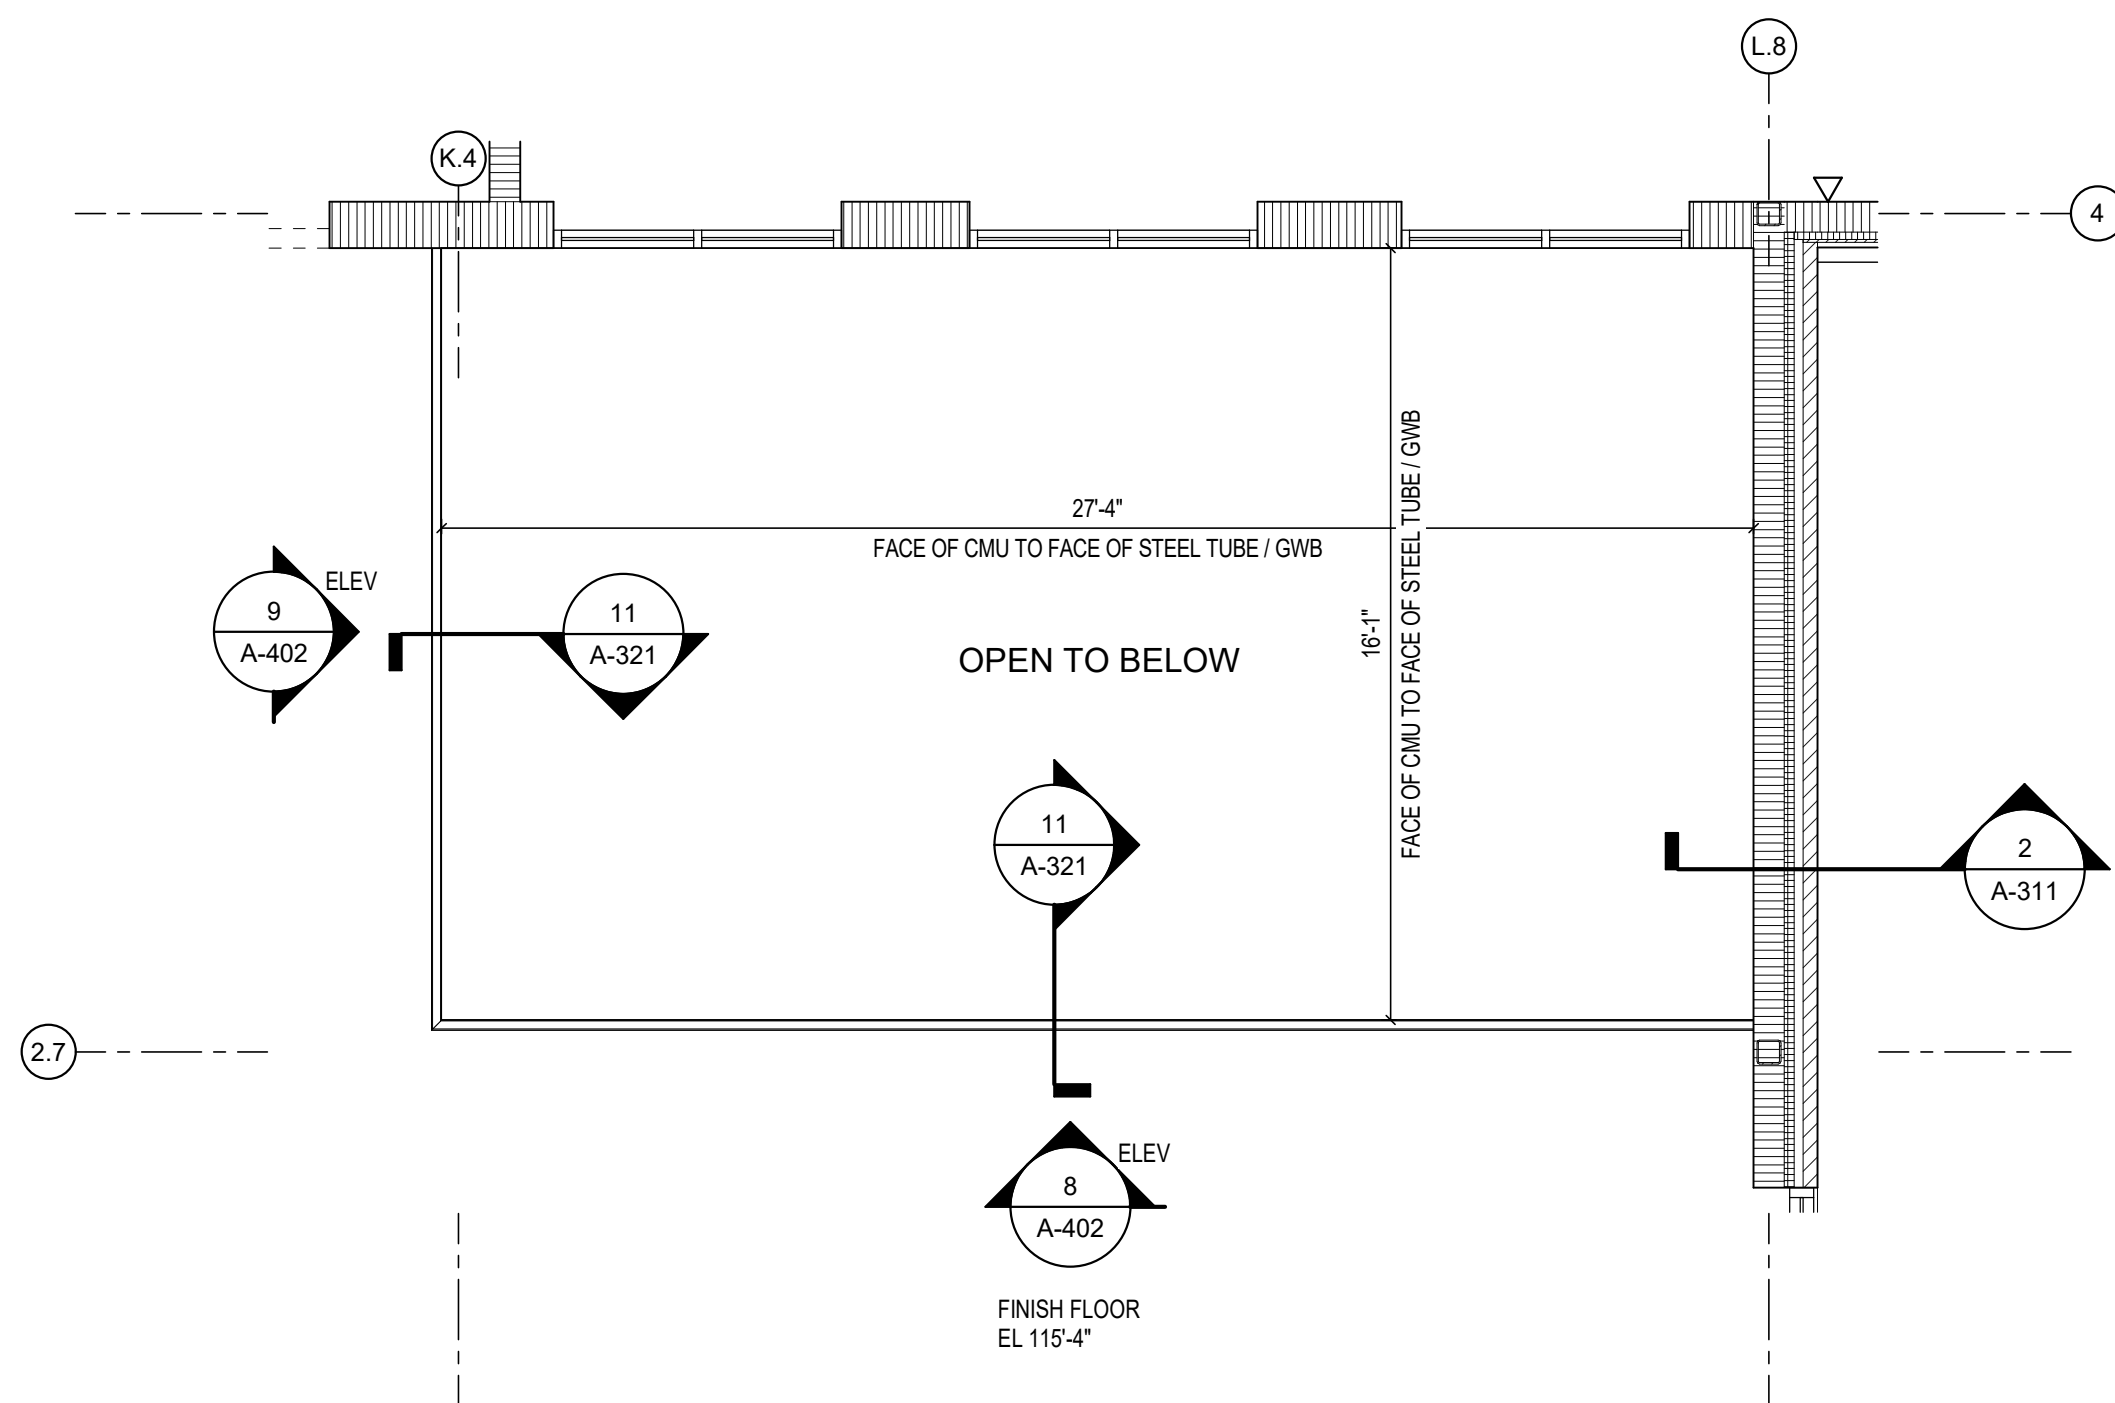 L.8
K.4
4
27'-4"
FACE OF CMU TO FACE OF STEEL TUBE / GWB
16'-1"
FACE OF CMU TO FACE OF STEEL TUBE / GWB
ELEV
9
A-402
11
A-321
OPEN TO BELOW
11
A-321
2
A-311
2.7
ELEV
8
A-402
FINISH FLOOR
EL 115'-4"